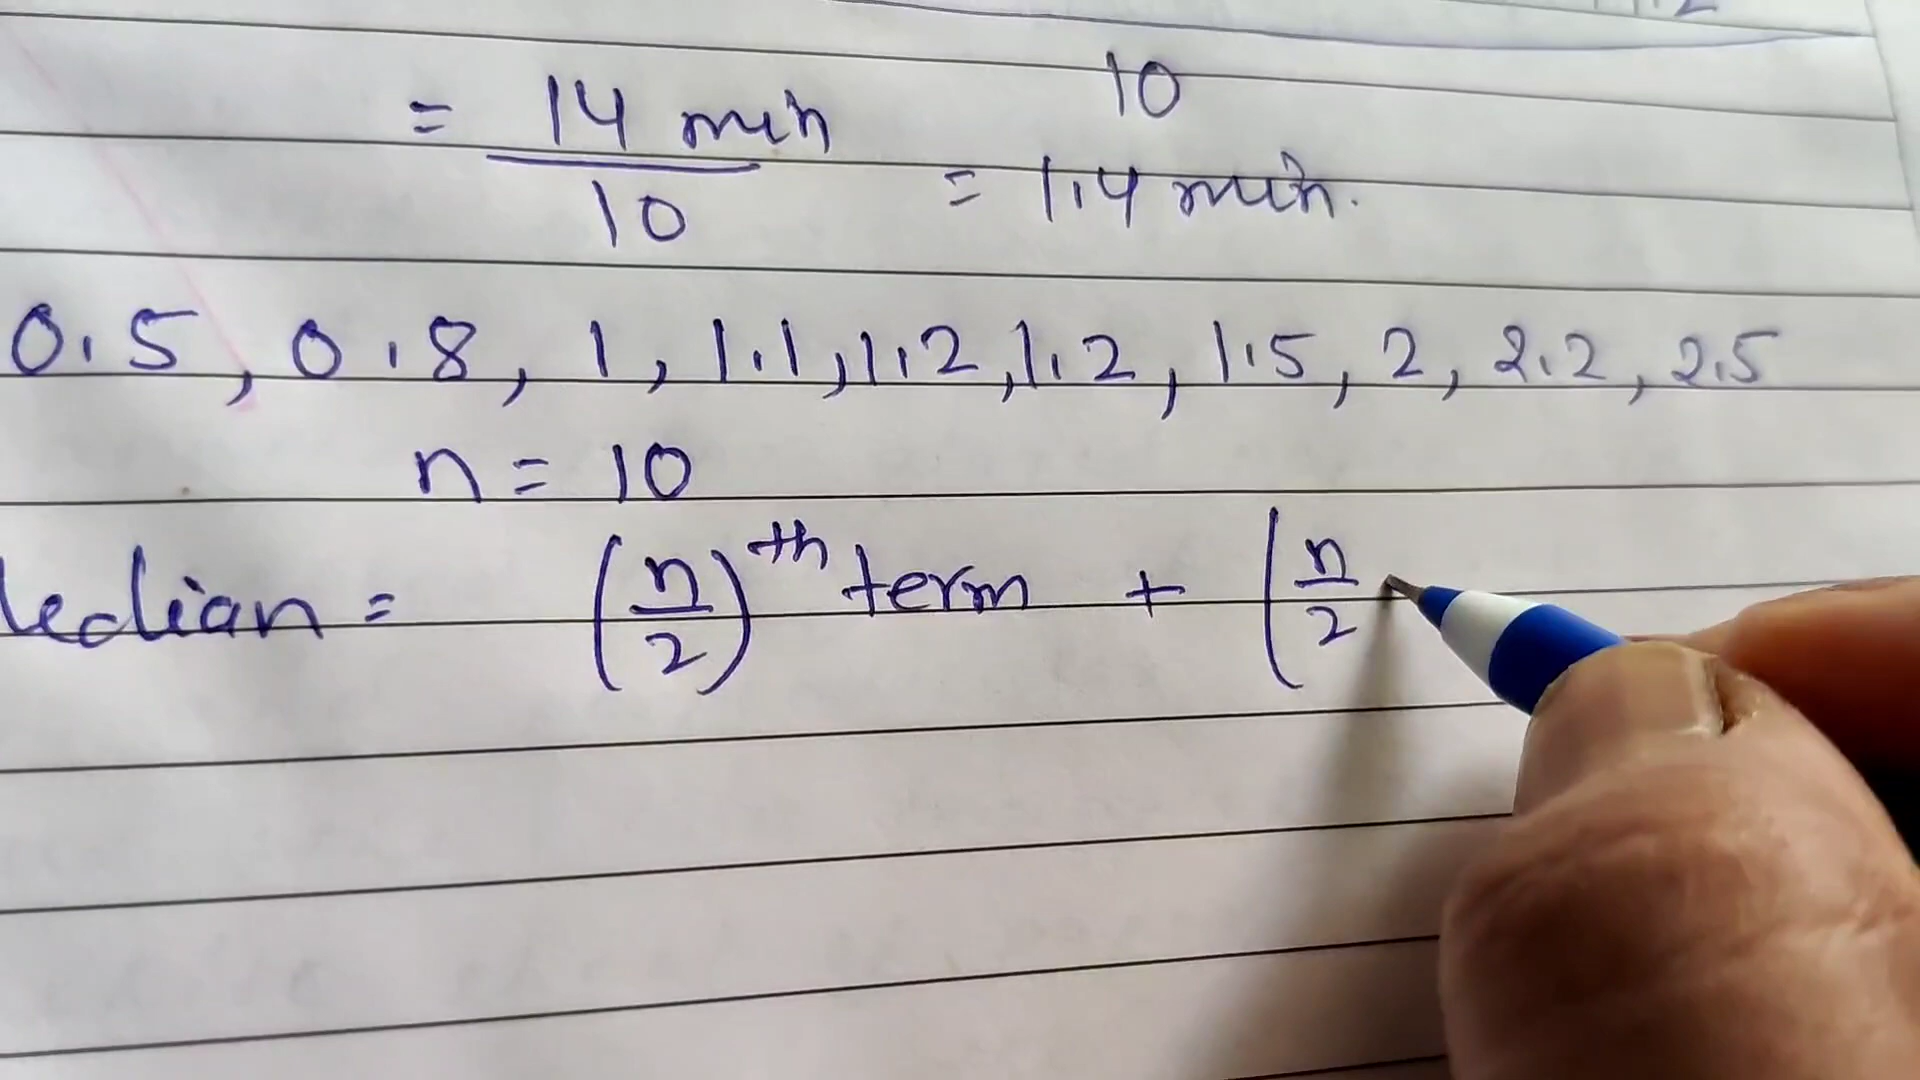 10
= 14 min / 10 = 1.4 min.
0.5, 0.8, 1, 1.1, 1.2, 1.2, 1.5, 2, 2.2, 2.5
n = 10
edian = (n/2)th term + (n/2